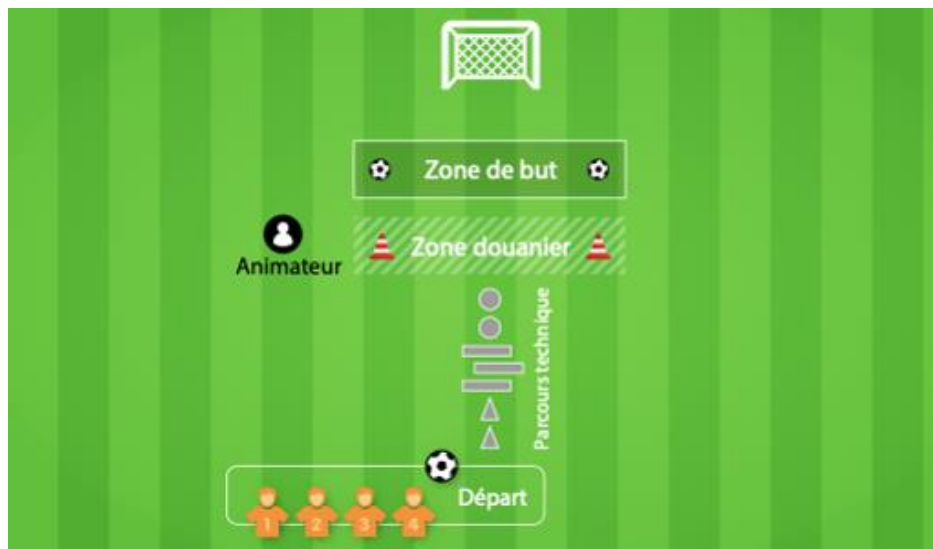 Zone de but
Zone douanier
Animateur
Parcours technique
Départ
1 2 3 4